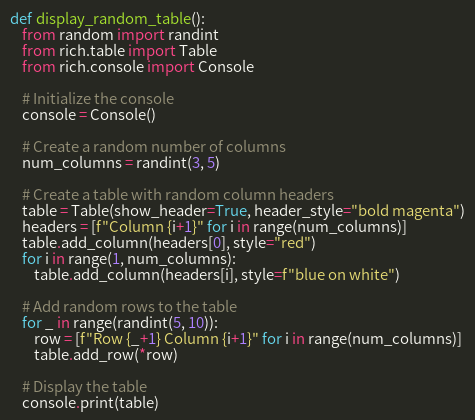 def display_random_table():
    from random import randint
    from rich.table import Table
    from rich.console import Console

    # Initialize the console
    console = Console()

    # Create a random number of columns
    num_columns = randint(3, 5)

    # Create a table with random column headers
    table = Table(show_header=True, header_style="bold magenta")
    headers = [f"Column {i+1}" for i in range(num_columns)]
    table.add_column(headers[0], style="red")
    for i in range(1, num_columns):
        table.add_column(headers[i], style=f"blue on white")

    # Add random rows to the table
    for _ in range(randint(5, 10)):
        row = [f"Row {_+1} Column {i+1}" for i in range(num_columns)]
        table.add_row(*row)

    # Display the table
    console.print(table)